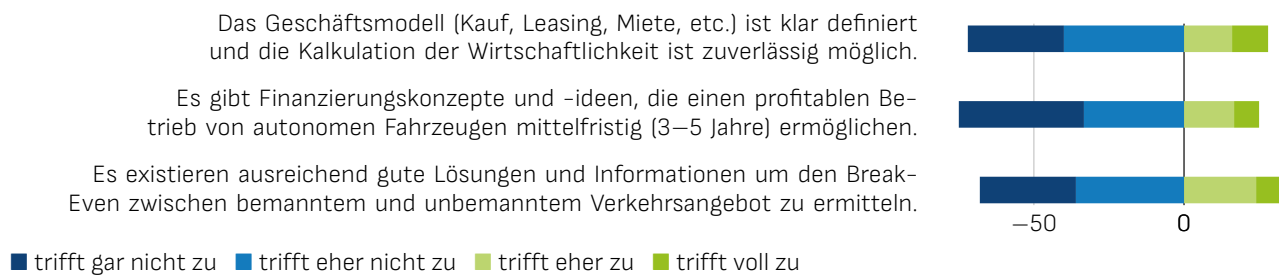 Das Geschäftsmodell (Kauf, Leasing, Miete, etc.) ist klar definiert
und die Kalkulation der Wirtschaftlichkeit ist zuverlässig möglich.
Es gibt Finanzierungskonzepte und -ideen, die einen profitablen Be-
trieb von autonomen Fahrzeugen mittelfristig (3–5 Jahre) ermöglichen.
Es existieren ausreichend gute Lösungen und Informationen um den Break-
Even zwischen bemanntem und unbemanntem Verkehrsangebot zu ermitteln.
–50 0
trifft gar nicht zu trifft eher nicht zu trifft eher zu trifft voll zu